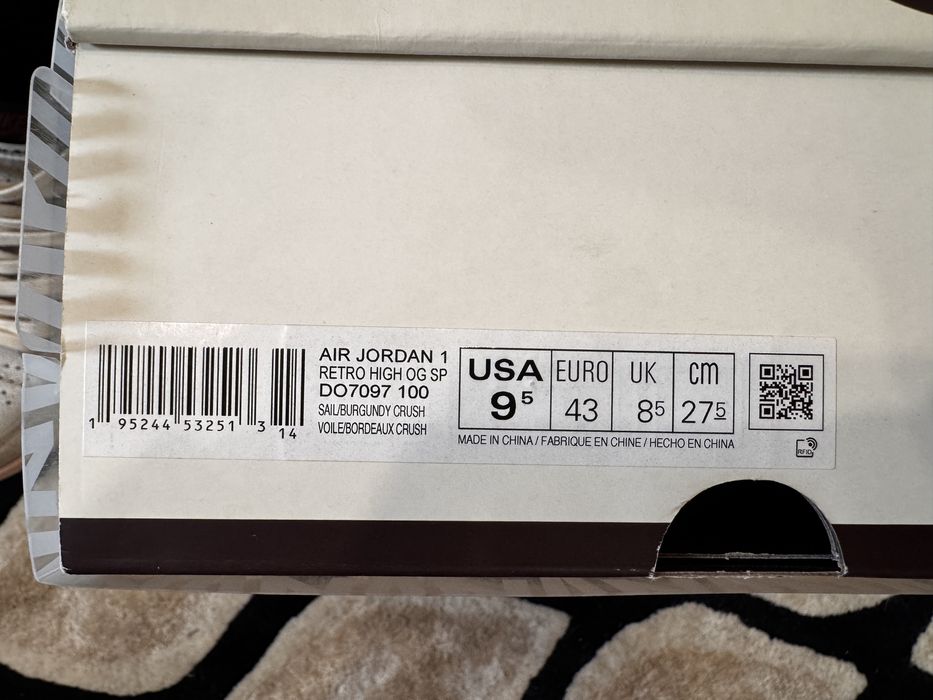 AIR JORDAN 1
RETRO HIGH OG SP
DO7097 100
SAIL/BURGUNDY CRUSH
VOILE/BORDEAUX CRUSH
1 95244 53251 3 14
USA EURO UK cm
9⁵ 43 8⁵ 27⁵
MADE IN CHINA / FABRIQUE EN CHINE / HECHO EN CHINA
RFID